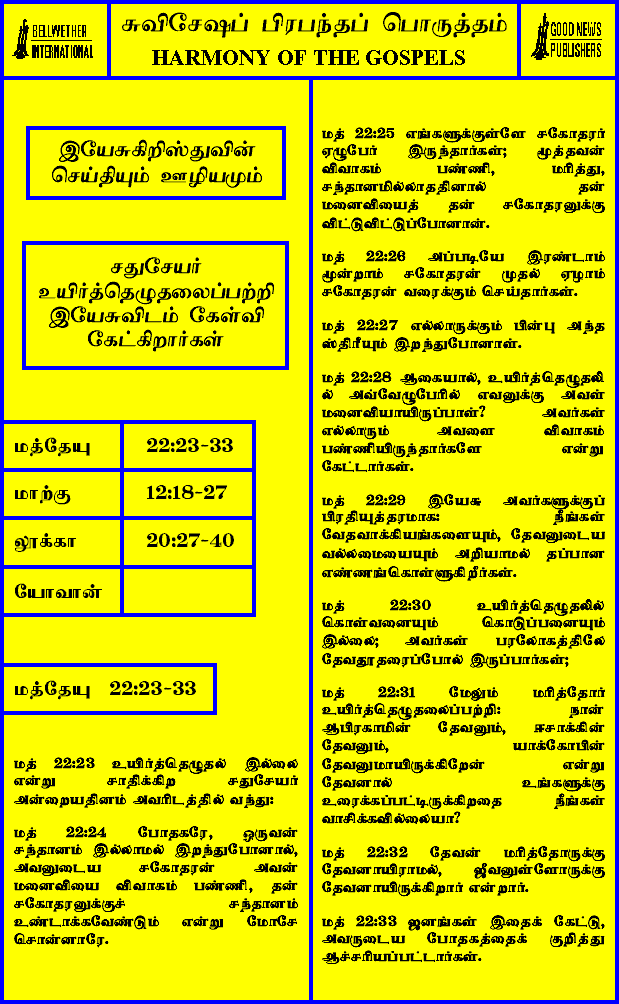 BELLWETHER
INTERNATIONAL
சுவிசேஷப் பிரபந்தப் பொருத்தம்
HARMONY OF THE GOSPELS
GOOD NEWS
PUBLISHERS
இயேசுகிறிஸ்துவின்
செய்தியும் ஊழியமும்
சதுசேயர்
உயிர்த்தெழுதலைப்பற்றி
இயேசுவிடம் கேள்வி
கேட்கிறார்கள்
மத்தேயு 22:23-33
மாற்கு 12:18-27
லூக்கா 20:27-40
யோவான்
மத்தேயு 22:23-33
மத் 22:23 உயிர்த்தெழுதல் இல்லை
என்று சாதிக்கிற சதுசேயர்
அன்றையதினம் அவரிடத்தில் வந்து:
மத் 22:24 போதகரே, ஒருவன்
சந்தானம் இல்லாமல் இறந்துபோனால்,
அவனுடைய சகோதரன் அவன்
மனைவியை விவாகம் பண்ணி, தன்
சகோதரனுக்குச் சந்தானம்
உண்டாக்கவேண்டும் என்று மோசே
சொன்னாரே.
மத் 22:25 எங்களுக்குள்ளே சகோதரர்
ஏழுபேர் இருந்தார்கள்; மூத்தவன்
விவாகம் பண்ணி, மரித்து,
சந்தானமில்லாததினால் தன்
மனைவியைத் தன் சகோதரனுக்கு
விட்டுவிட்டுப்போனான்.
மத் 22:26 அப்படியே இரண்டாம்
மூன்றாம் சகோதரன் முதல் ஏழாம்
சகோதரன் வரைக்கும் செய்தார்கள்.
மத் 22:27 எல்லாருக்கும் பின்பு அந்த
ஸ்திரீயும் இறந்துபோனாள்.
மத் 22:28 ஆகையால், உயிர்த்தெழுதலி
ல் அவ்வேழுபேரில் எவனுக்கு அவள்
மனைவியாயிருப்பாள்? அவர்கள்
எல்லாரும் அவளை விவாகம்
பண்ணியிருந்தார்களே என்று
கேட்டார்கள்.
மத் 22:29 இயேசு அவர்களுக்குப்
பிரதியுத்தரமாக: நீங்கள்
வேதவாக்கியங்களையும், தேவனுடைய
வல்லமையையும் அறியாமல் தப்பான
எண்ணங்கொள்ளுகிறீர்கள்.
மத் 22:30 உயிர்த்தெழுதலில்
கொள்வனையும் கொடுப்பனையும்
இல்லை; அவர்கள் பரலோகத்திலே
தேவதூதரைப்போல் இருப்பார்கள்;
மத் 22:31 மேலும் மரித்தோர்
உயிர்த்தெழுதலைப்பற்றி: நான்
ஆபிரகாமின் தேவனும், ஈசாக்கின்
தேவனும், யாக்கோபின்
தேவனுமாயிருக்கிறேன் என்று
தேவனால் உங்களுக்கு
உரைக்கப்பட்டிருக்கிறதை நீங்கள்
வாசிக்கவில்லையா?
மத் 22:32 தேவன் மரித்தோருக்கு
தேவனாயிராமல், ஜீவனுள்ளோருக்கு
தேவனாயிருக்கிறார் என்றார்.
மத் 22:33 ஜனங்கள் இதைக் கேட்டு,
அவருடைய போதகத்தைக் குறித்து
ஆச்சரியப்பட்டார்கள்.